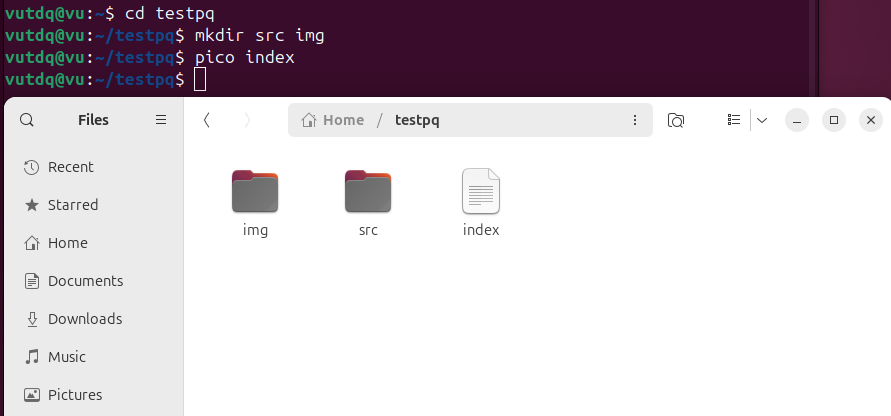 vutdq@vu:~$ cd testpq
vutdq@vu:~/testpq$ mkdir src img
vutdq@vu:~/testpq$ pico index
vutdq@vu:~/testpq$
Files
Home / testpq
Recent
Starred
Home
Documents
Downloads
Music
Pictures
img
src
index